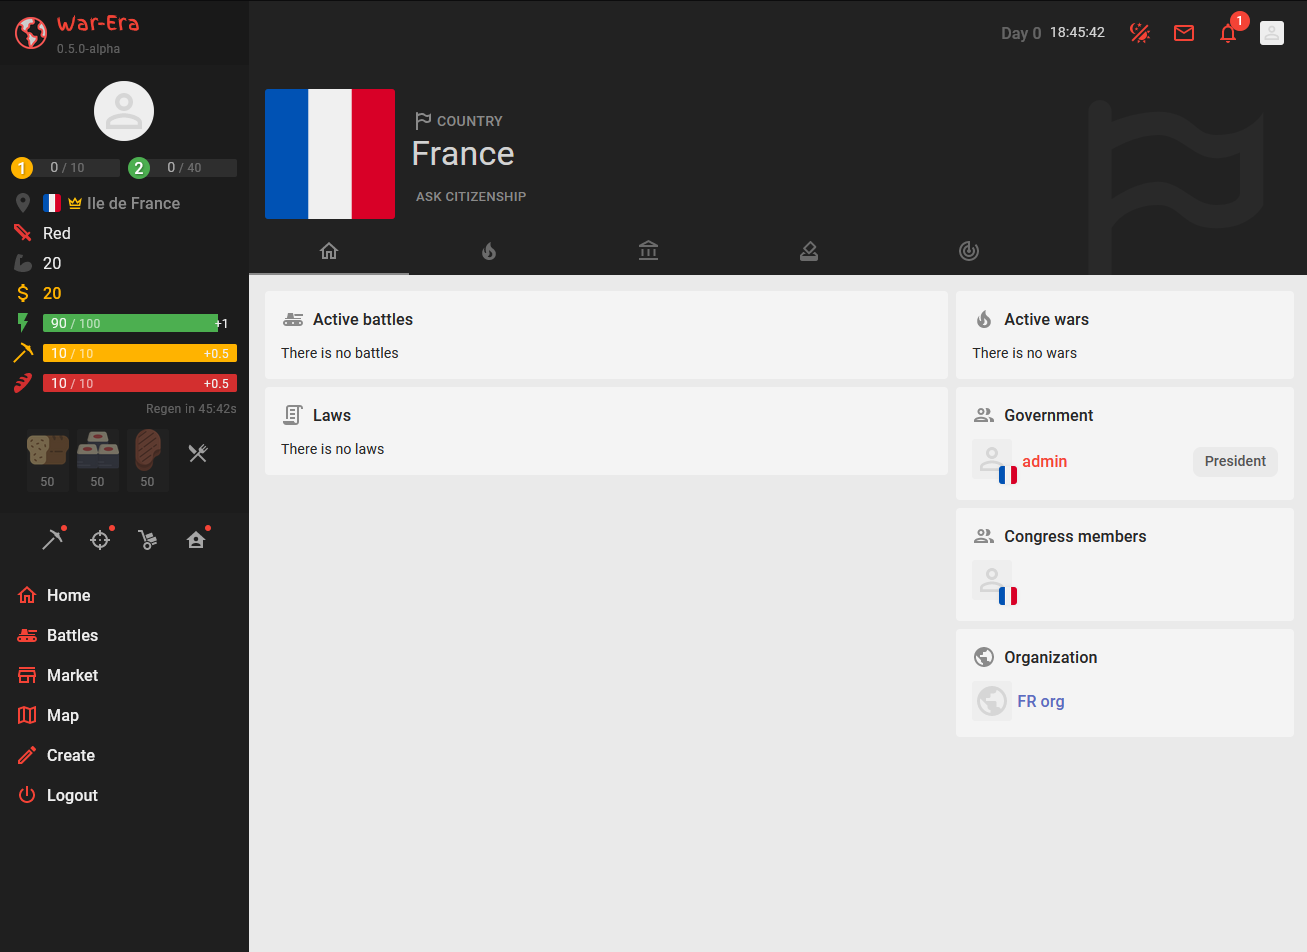 War-Era
0.5.0-alpha
Day 0 18:45:42
1
1 0 / 10 2 0 / 40
Ile de France
Red
20
20
90 / 100 +1
10 / 10 +0.5
10 / 10 +0.5
Regen in 45:42s
50 50 50
Home
Battles
Market
Map
Create
Logout
COUNTRY
France
ASK CITIZENSHIP
Active battles
There is no battles
Laws
There is no laws
Active wars
There is no wars
Government
admin President
Congress members
Organization
FR org